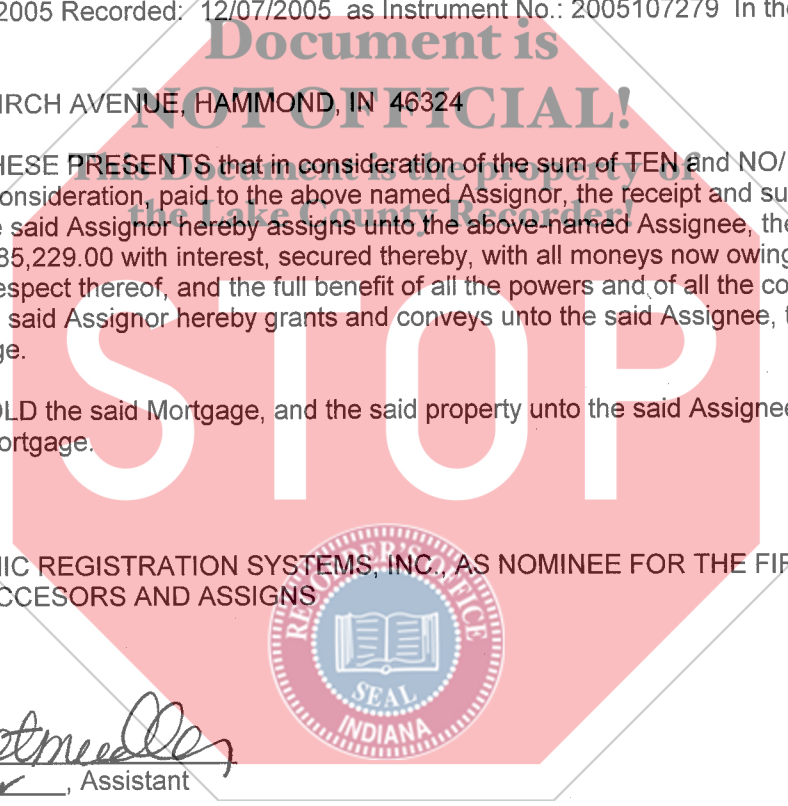 2005 Recorded: 12/07/2005 as Instrument No.: 2005107279 In the
Document is
IRCH AVENUE, HAMMOND, IN 46324
NOT OFFICIAL!
HESE PRESENTS that in consideration of the sum of TEN and NO/
This Document is the property of
onsideration, paid to the above named Assignor, the receipt and su
the Lake County Recorder!
e said Assignor hereby assigns unto the above-named Assignee, the
85,229.00 with interest, secured thereby, with all moneys now owing
espect thereof, and the full benefit of all the powers and of all the co
said Assignor hereby grants and conveys unto the said Assignee, t
ge.
STOP
OLD the said Mortgage, and the said property unto the said Assignee
ortgage.
NIC REGISTRATION SYSTEMS, INC., AS NOMINEE FOR THE FIR
CCESORS AND ASSIGNS
RECORDER'S OFFICE
SEAL
INDIANA
, Assistant